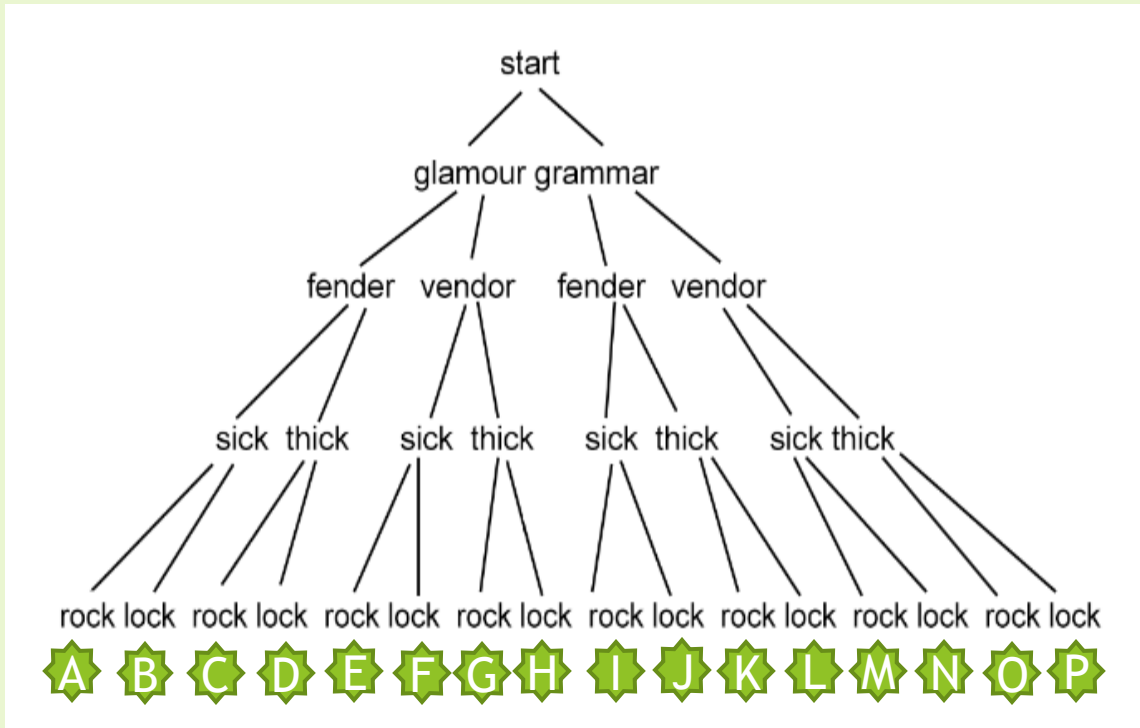 start
glamour grammar
fender vendor fender vendor
sick thick sick thick sick thick sick thick
rock lock rock lock rock lock rock lock rock lock rock lock rock lock rock lock
A B C D E F G H I J K L M N O P